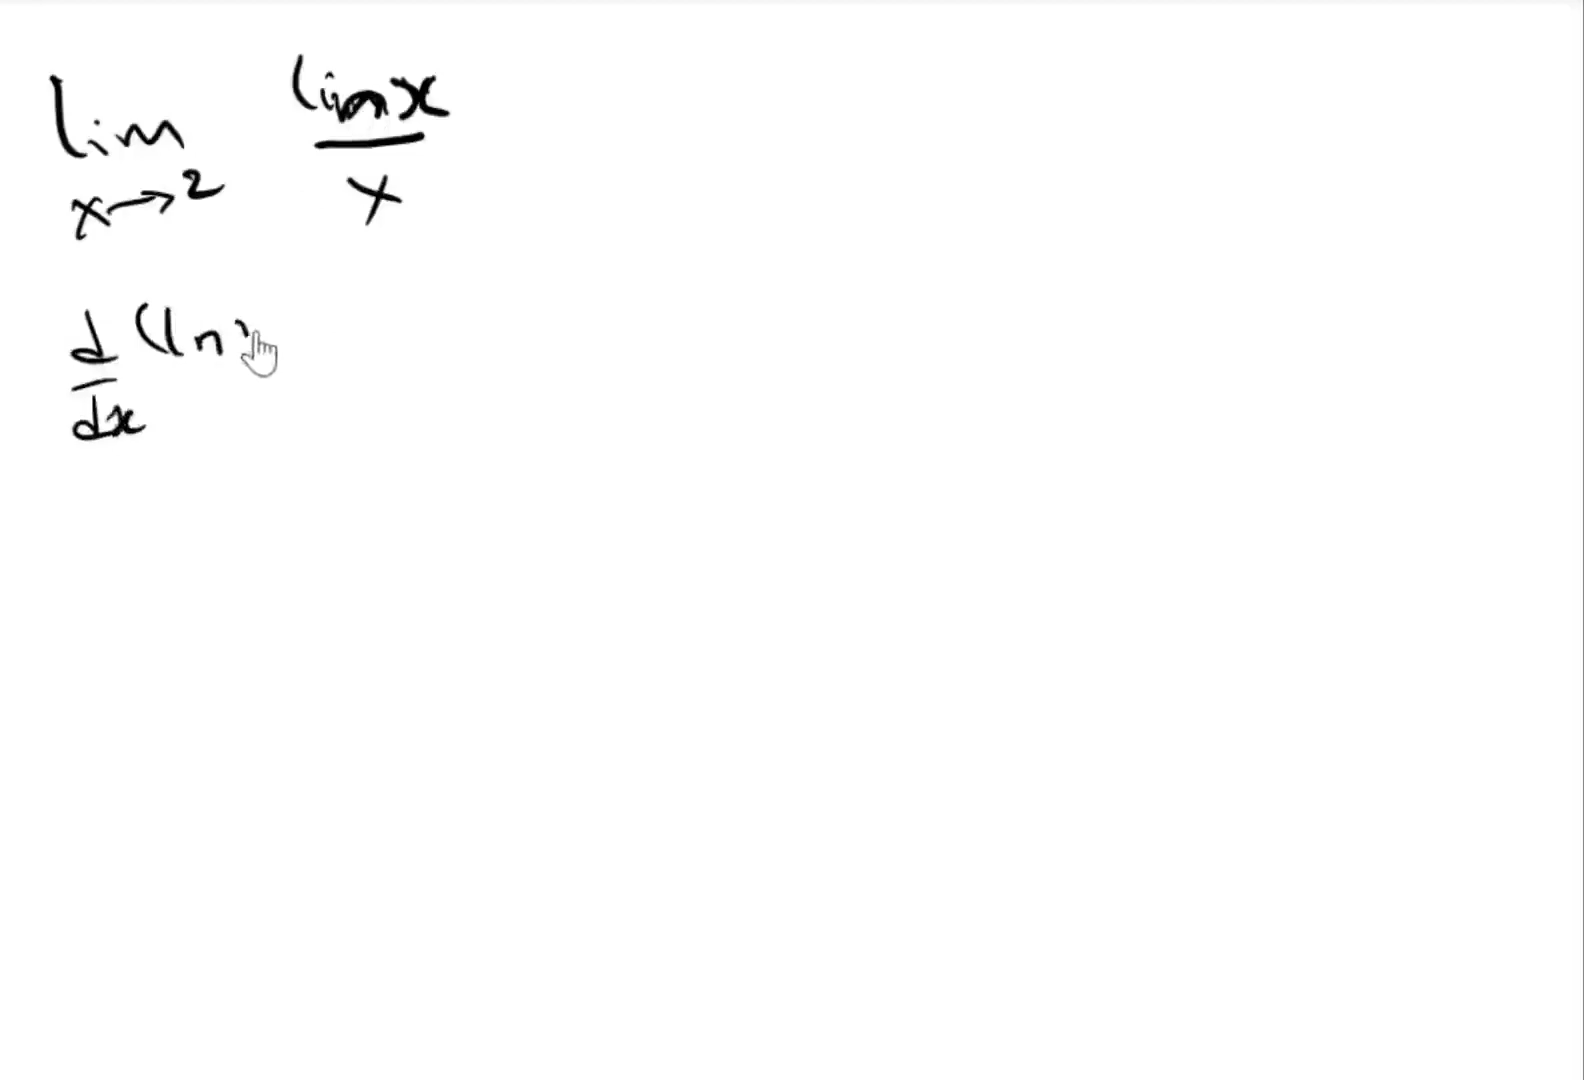 lim x→2 lnx/x
d/dx (ln